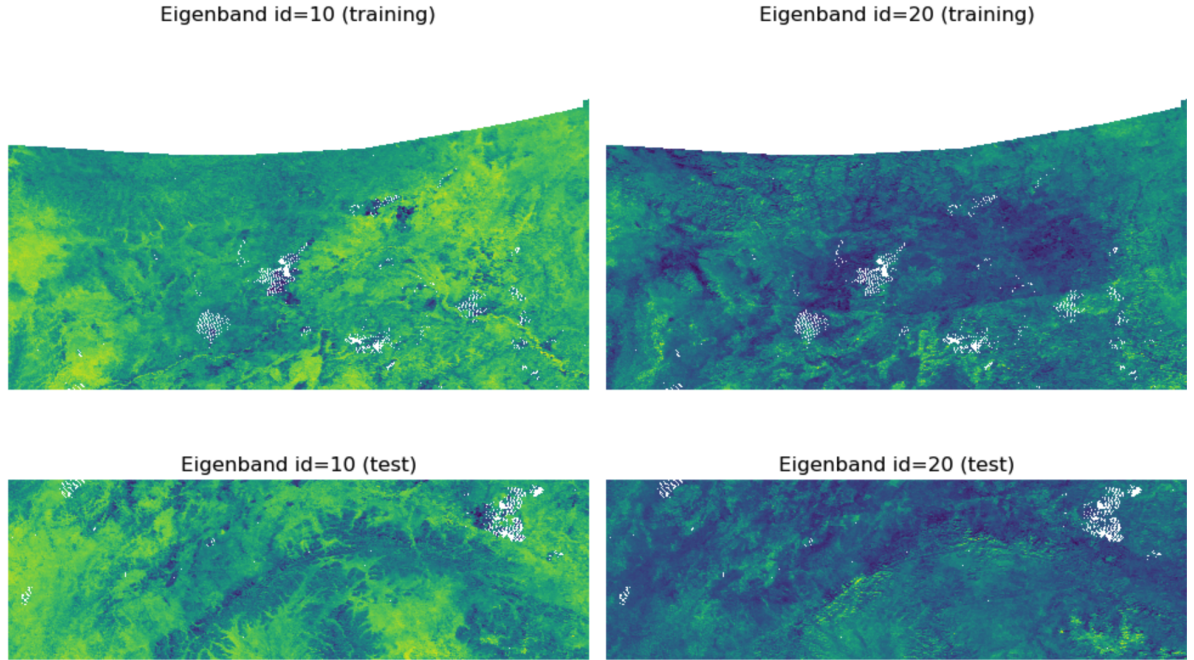 Eigenband id=10 (training)
Eigenband id=20 (training)
Eigenband id=10 (test)
Eigenband id=20 (test)